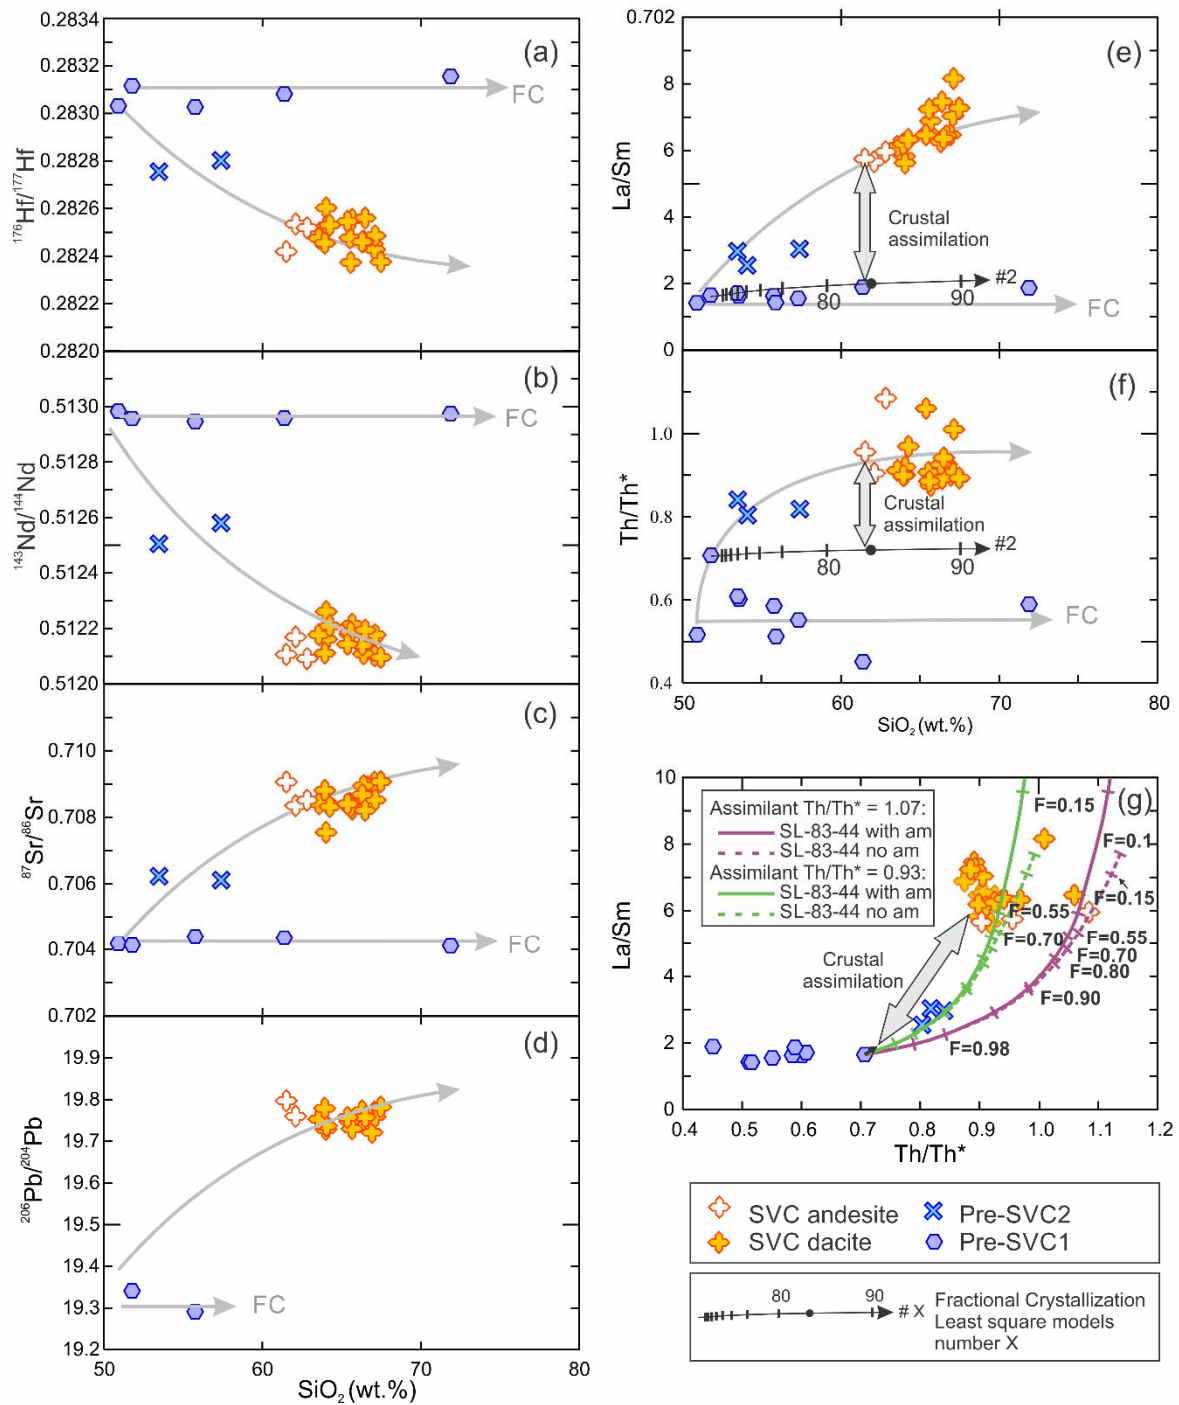 (a)
0.2834
0.2832
0.2830
0.2828
0.2826
0.2824
0.2822
0.2820
176Hf/177Hf
FC
(b)
0.5130
0.5128
0.5126
0.5124
0.5122
0.5120
143Nd/144Nd
FC
(c)
0.710
0.708
0.706
0.704
0.702
87Sr/86Sr
FC
(d)
19.9
19.8
19.7
19.6
19.5
19.4
19.3
19.2
206Pb/204Pb
FC
50 60 70 80
SiO2 (wt.%)
(e)
0.702
8
6
4
2
0
La/Sm
Crustal
assimilation
#2
80 90
FC
(f)
1.0
0.8
0.6
0.4
Th/Th*
Crustal
assimilation
#2
80 90
FC
50 60 70 80
SiO2 (wt.%)
(g)
10
8
6
4
2
0
La/Sm
Assimilant Th/Th* = 1.07:
SL-83-44 with am
SL-83-44 no am
Assimilant Th/Th* = 0.93:
SL-83-44 with am
SL-83-44 no am
F=0.15
F=0.1
F=0.15
F=0.55
F=0.55
F=0.70
F=0.70
F=0.80
F=0.90
F=0.98
Crustal
assimilation
0.4 0.5 0.6 0.7 0.8 0.9 1.0 1.1 1.2
Th/Th*
SVC andesite
Pre-SVC2
SVC dacite
Pre-SVC1
80 90
# X
Fractional Crystallization
Least square models
number X